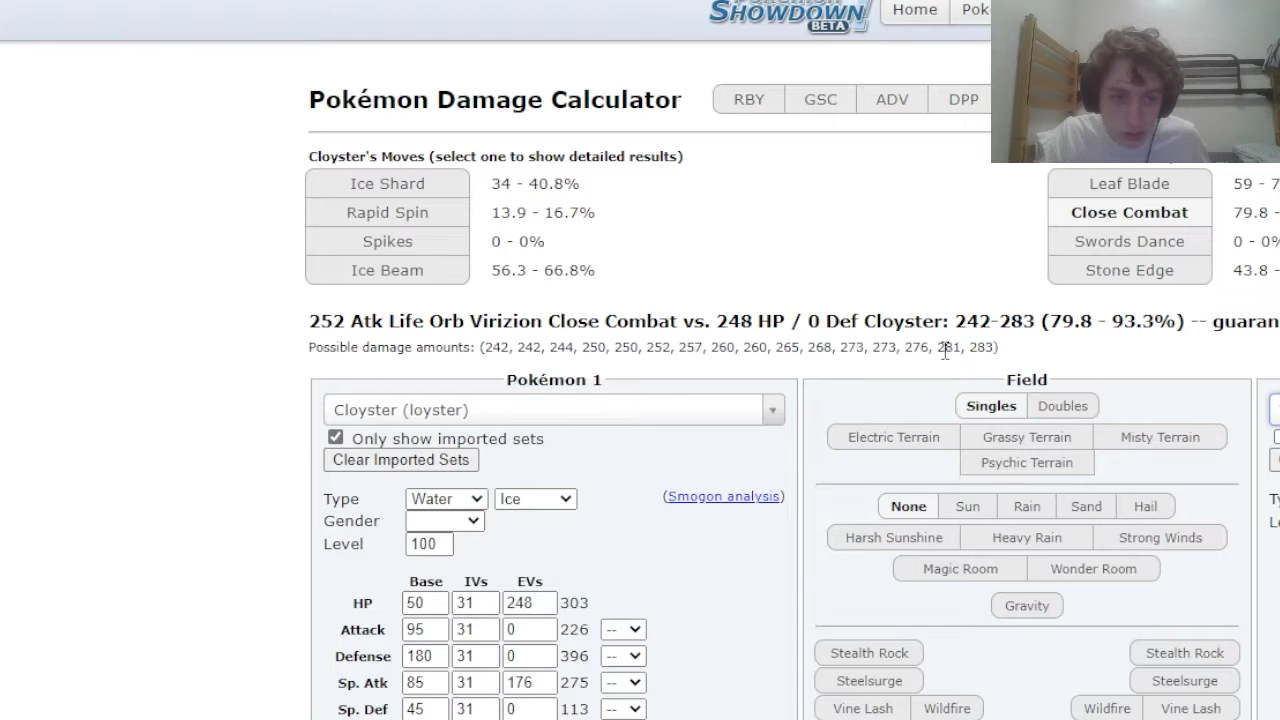 SHOWDOWN
BETA
Home
Pok
Pokémon Damage Calculator
RBY
GSC
ADV
DPP
Cloyster's Moves (select one to show detailed results)
Ice Shard 34 - 40.8%
Rapid Spin 13.9 - 16.7%
Spikes 0 - 0%
Ice Beam 56.3 - 66.8%
Leaf Blade 59 - 7
Close Combat 79.8 -
Swords Dance 0 - 0%
Stone Edge 43.8 -
252 Atk Life Orb Virizion Close Combat vs. 248 HP / 0 Def Cloyster: 242-283 (79.8 - 93.3%) -- guaran
Possible damage amounts: (242, 242, 244, 250, 250, 252, 257, 260, 260, 265, 268, 273, 273, 276, 281, 283)
Pokémon 1
Cloyster (loyster)
Only show imported sets
Clear Imported Sets
Type Water Ice (Smogon analysis)
Gender
Level 100
Base IVs EVs
HP 50 31 248 303
Attack 95 31 0 226 --
Defense 180 31 0 396 --
Sp. Atk 85 31 176 275 --
Sp. Def 45 31 0 113 --
Field
Singles Doubles
Electric Terrain Grassy Terrain Misty Terrain
Psychic Terrain
None Sun Rain Sand Hail
Harsh Sunshine Heavy Rain Strong Winds
Magic Room Wonder Room
Gravity
Stealth Rock Stealth Rock
Steelsurge Steelsurge
Vine Lash Wildfire Wildfire Vine Lash